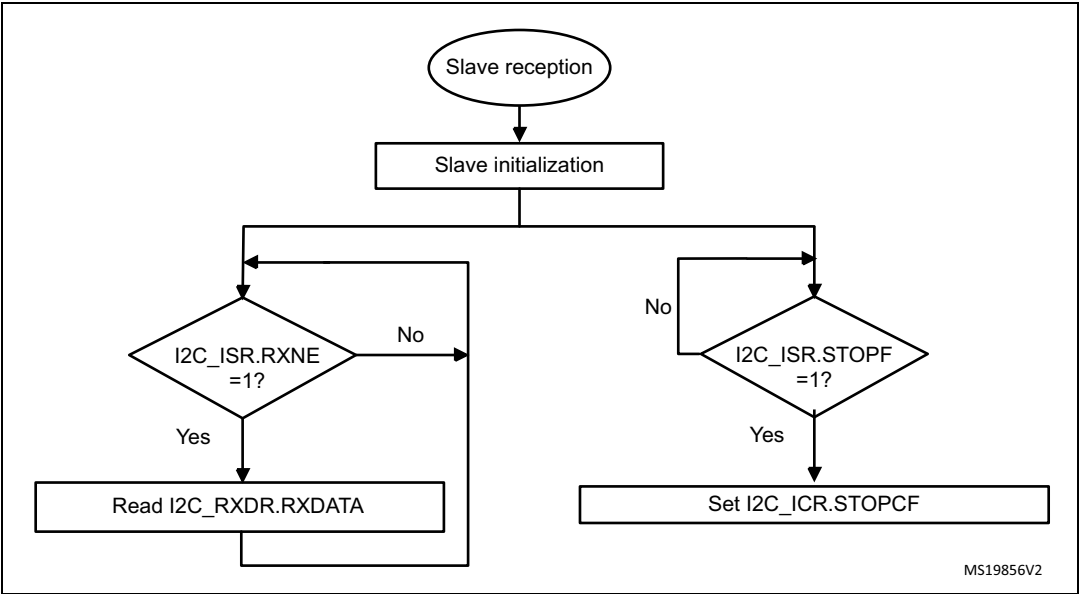 Slave reception
Slave initialization
I2C_ISR.RXNE
=1?
No
Yes
Read I2C_RXDR.RXDATA
No
I2C_ISR.STOPF
=1?
Yes
Set I2C_ICR.STOPCF
MS19856V2